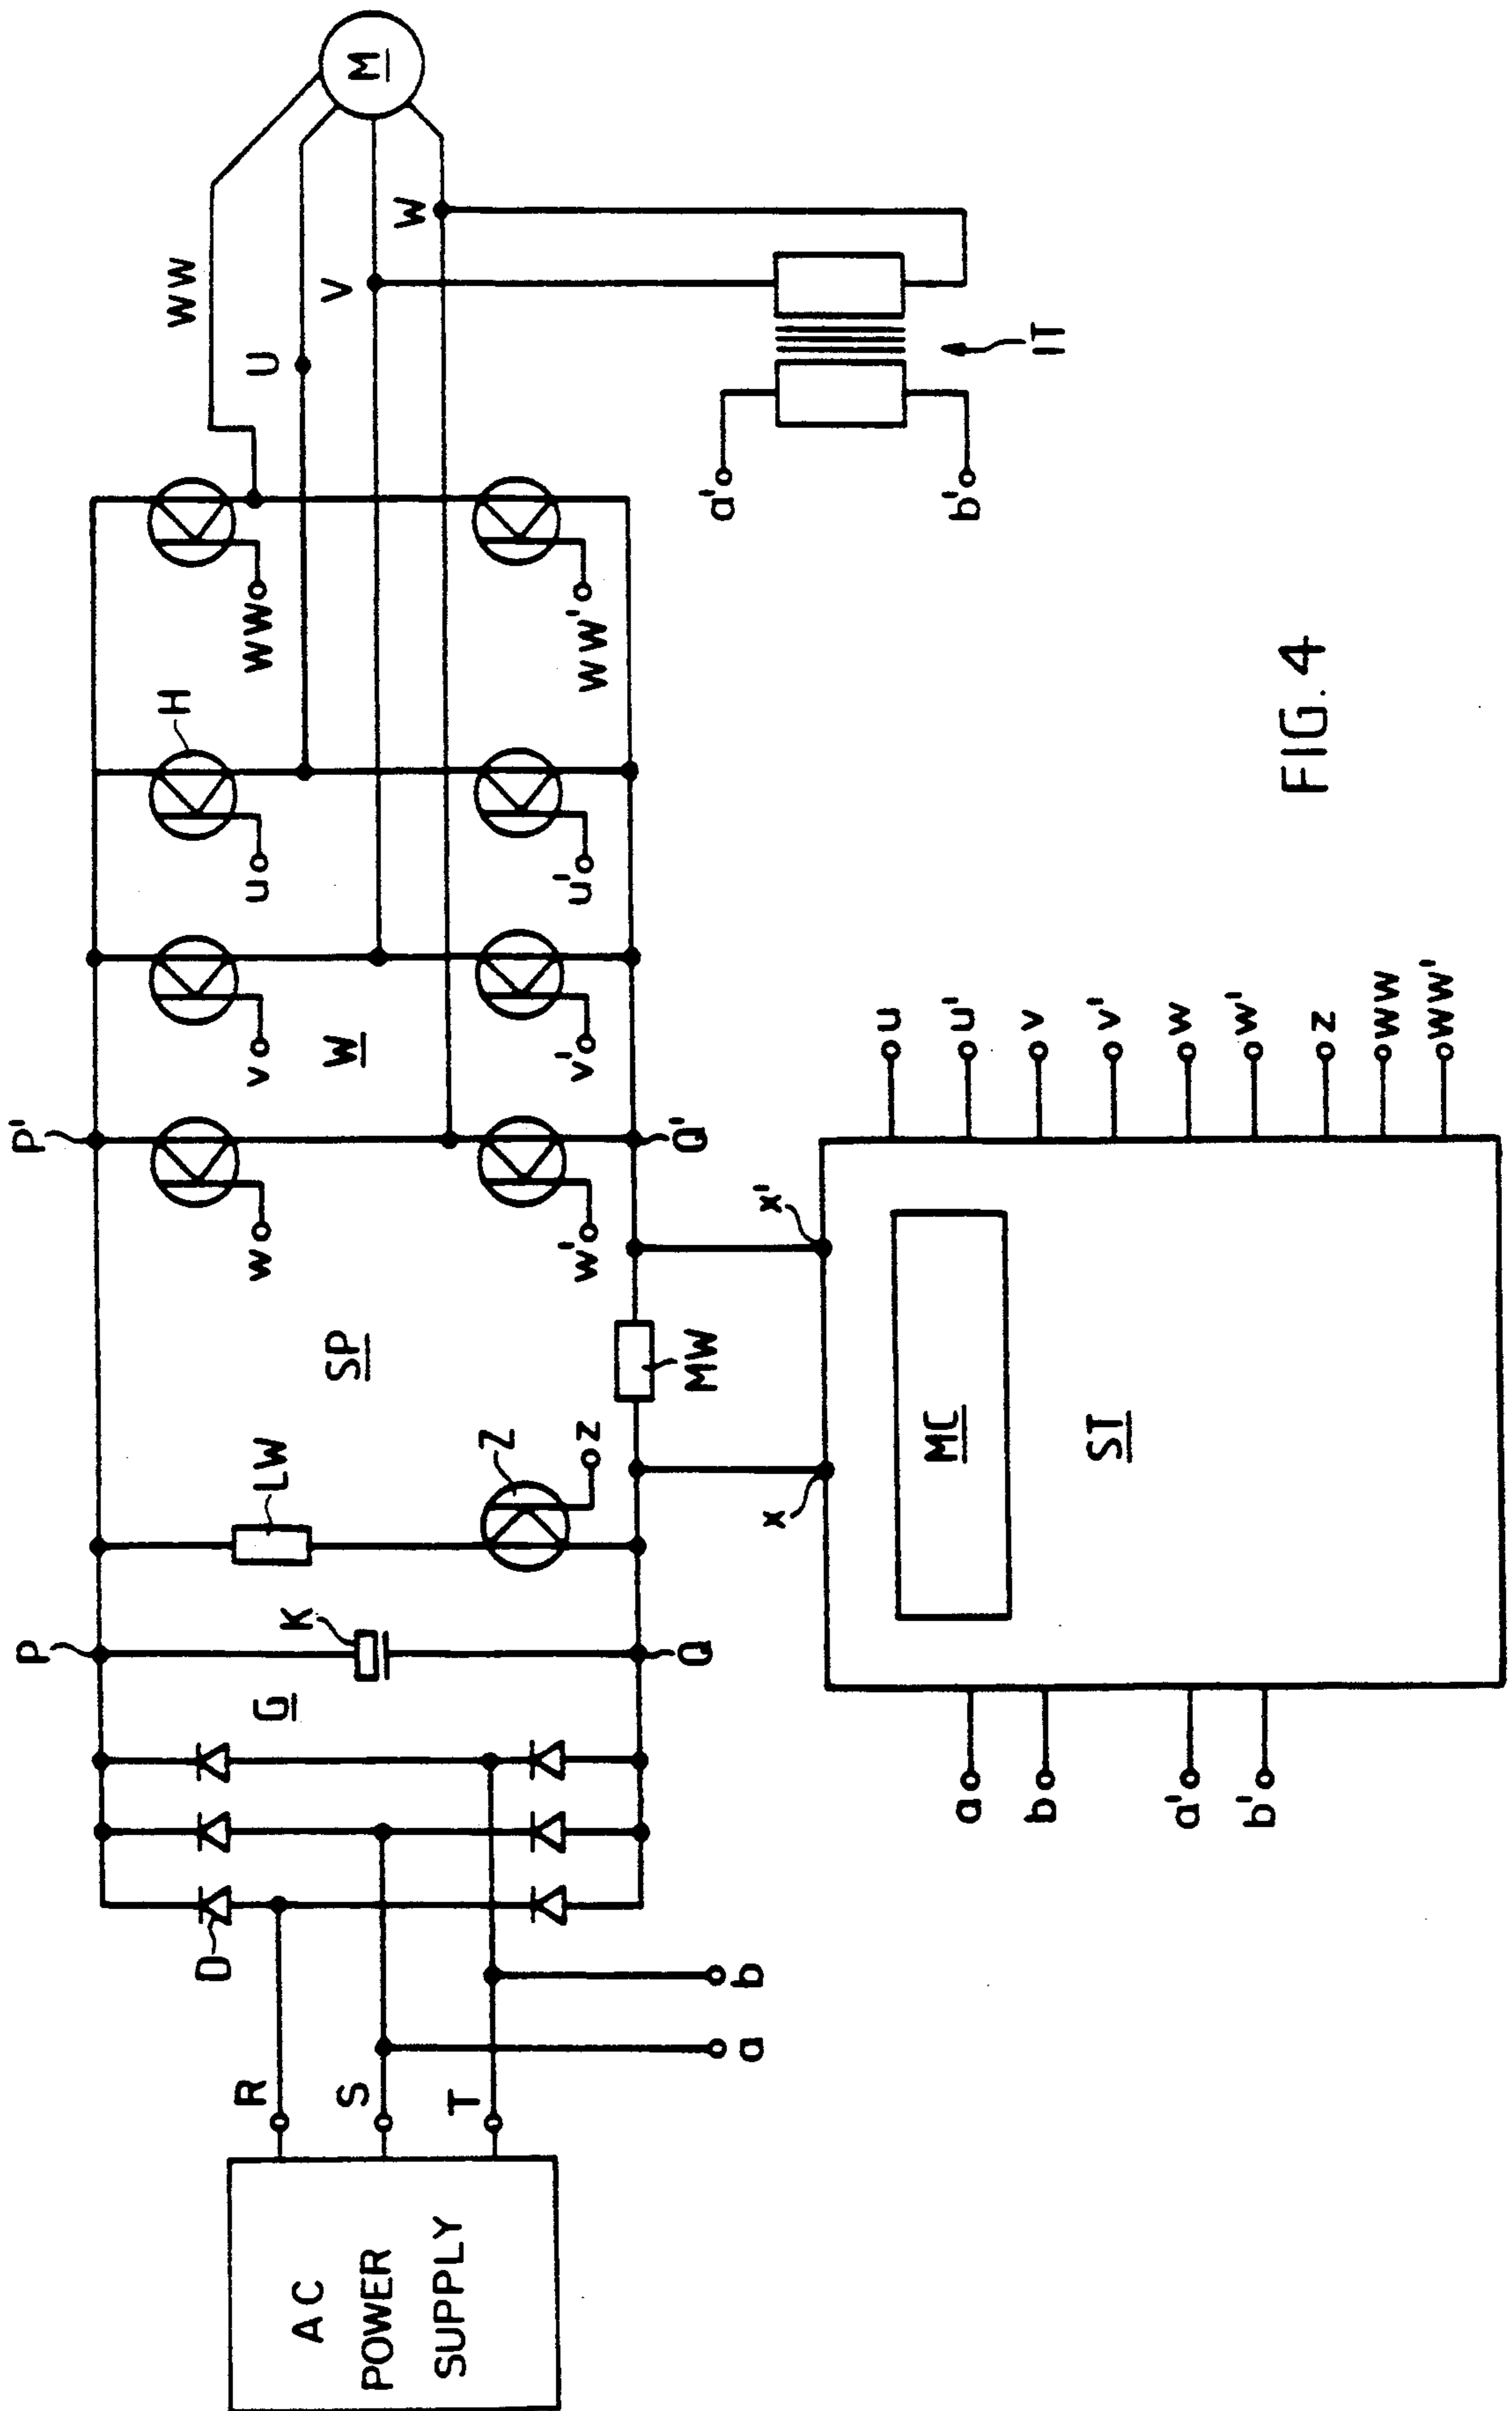 AC
POWER
SUPPLY
R
S
T
a
b
D
G
P
K
Q
LW
Z
z
SP
MW
P'
Q'
w
w'
W
v
v'
H
u
u'
WW
WW'
WW
U
V
W
M
a'
b'
IT
x
x'
MC
ST
a
b
a'
b'
u
u'
v
v'
w
w'
z
WW
WW'
FIG. 4